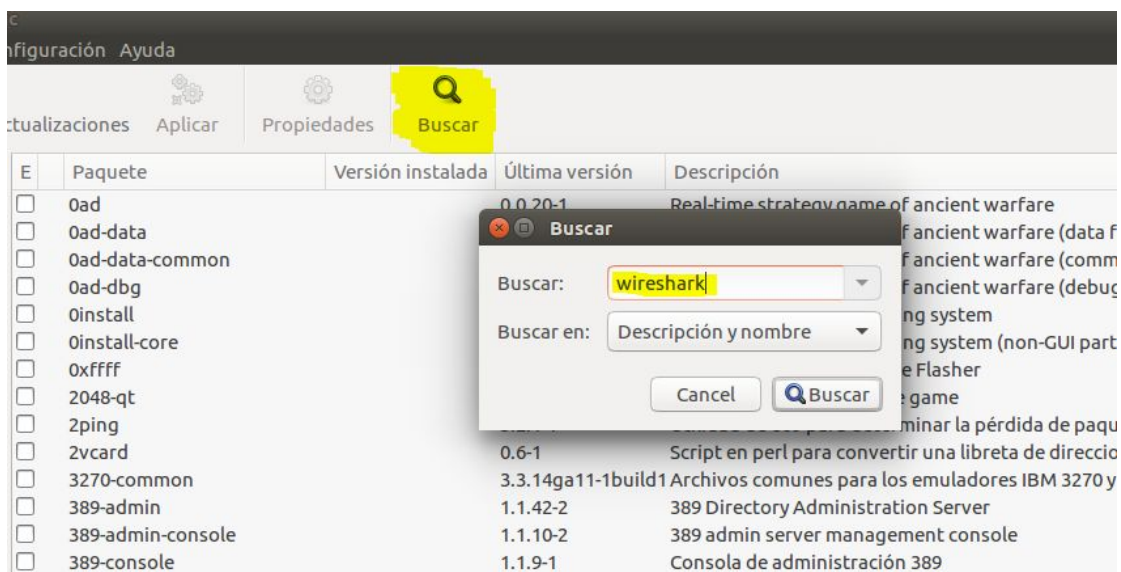 c
nfiguración Ayuda
ctualizaciones Aplicar Propiedades Buscar
E Paquete Versión instalada Última versión Descripción
0ad 0.0.20-1 Real-time strategy game of ancient warfare
0ad-data f ancient warfare (data f
0ad-data-common f ancient warfare (comm
0ad-dbg f ancient warfare (debug
0install ng system
0install-core ng system (non-GUI part
0xffff e Flasher
2048-qt game
2ping minar la pérdida de paqu
2vcard 0.6-1 Script en perl para convertir una libreta de direccio
3270-common 3.3.14ga11-1build1 Archivos comunes para los emuladores IBM 3270 y
389-admin 1.1.42-2 389 Directory Administration Server
389-admin-console 1.1.10-2 389 admin server management console
389-console 1.1.9-1 Consola de administración 389
Buscar
Buscar: wireshark
Buscar en: Descripción y nombre
Cancel Buscar